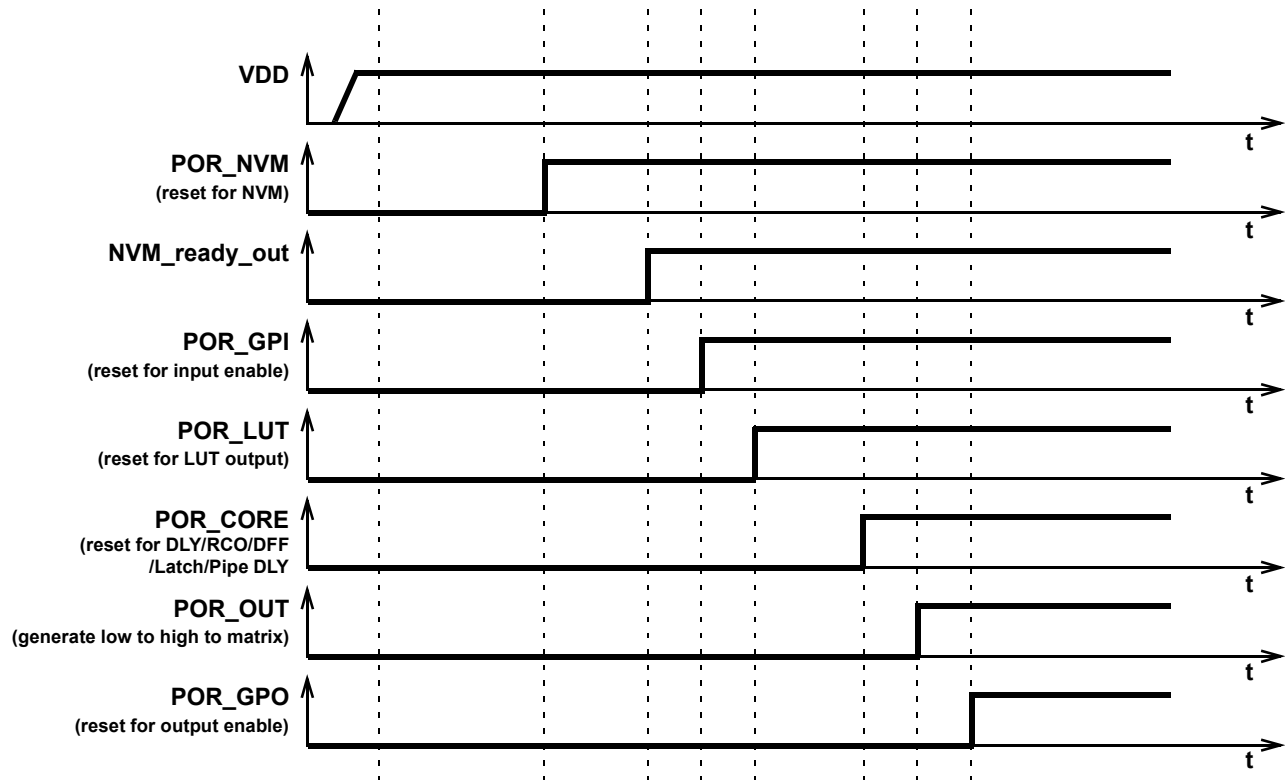 VDD
t
POR_NVM
(reset for NVM)
t
NVM_ready_out
t
POR_GPI
(reset for input enable)
t
POR_LUT
(reset for LUT output)
t
POR_CORE
(reset for DLY/RCO/DFF
/Latch/Pipe DLY
t
POR_OUT
(generate low to high to matrix)
t
POR_GPO
(reset for output enable)
t